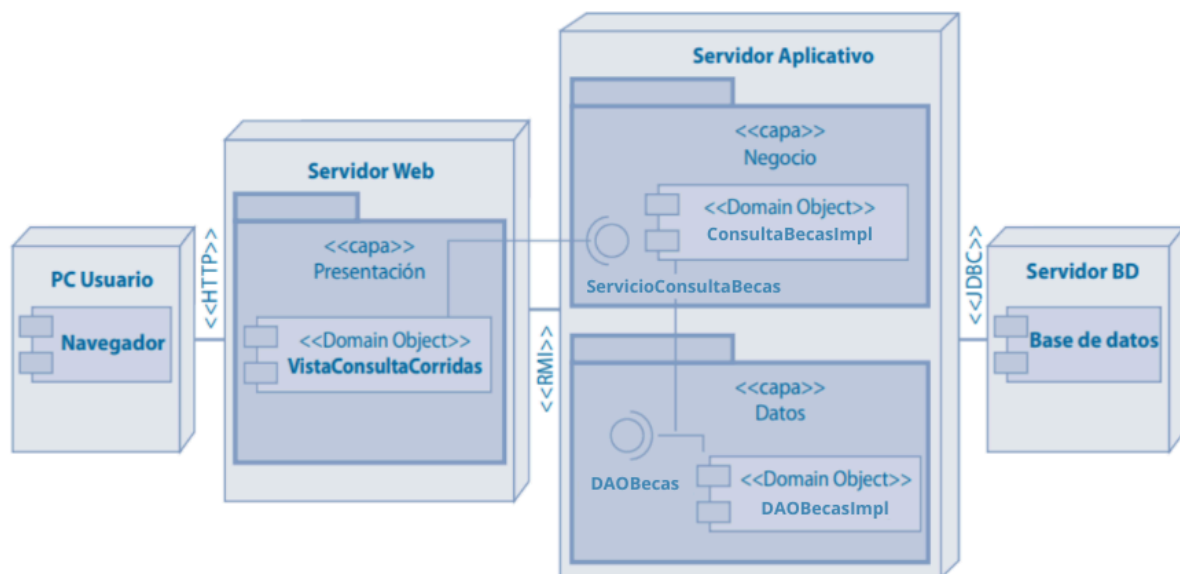 PC Usuario
Navegador
<<HTTP>>
Servidor Web
<<capa>>
Presentación
<<Domain Object>>
VistaConsultaCorridas
<<RMI>>
Servidor Aplicativo
<<capa>>
Negocio
<<Domain Object>>
ConsultaBecasImpl
ServicioConsultaBecas
<<capa>>
Datos
DAOBecas
<<Domain Object>>
DAOBecasImpl
<<JDBC>>
Servidor BD
Base de datos